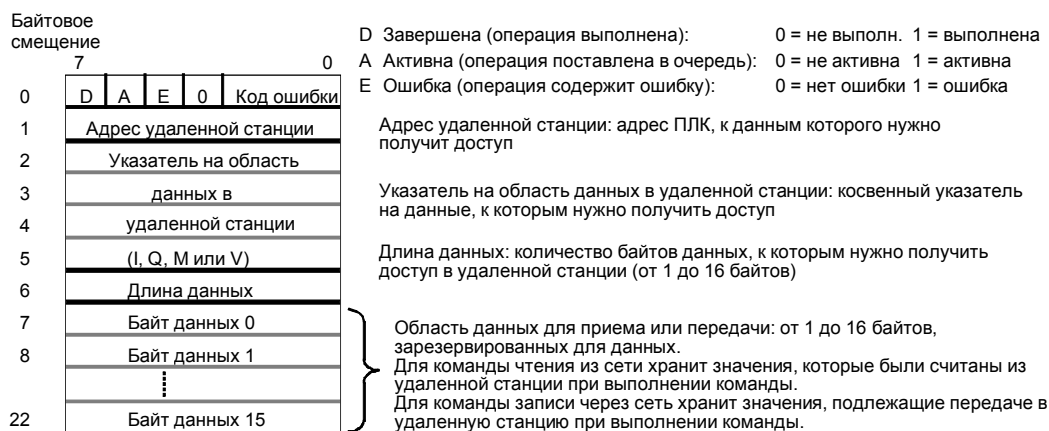 Байтовое
смещение
7 0
D Завершена (операция выполнена): 0 = не выполн. 1 = выполнена
A Активна (операция поставлена в очередь): 0 = не активна 1 = активна
E Ошибка (операция содержит ошибку): 0 = нет ошибки 1 = ошибка
0 D A E 0 Код ошибки
1 Адрес удаленной станции
Адрес удаленной станции: адрес ПЛК, к данным которого нужно
получит доступ
2 Указатель на область
3 данных в
4 удаленной станции
5 (I, Q, M или V)
Указатель на область данных в удаленной станции: косвенный указатель
на данные, к которым нужно получить доступ
Длина данных: количество байтов данных, к которым нужно получить
доступ в удаленной станции (от 1 до 16 байтов)
6 Длина данных
7 Байт данных 0
8 Байт данных 1
22 Байт данных 15
Область данных для приема или передачи: от 1 до 16 байтов,
зарезервированных для данных.
Для команды чтения из сети хранит значения, которые были считаны из
удаленной станции при выполнении команды.
Для команды записи через сеть хранит значения, подлежащие передаче в
удаленную станцию при выполнении команды.